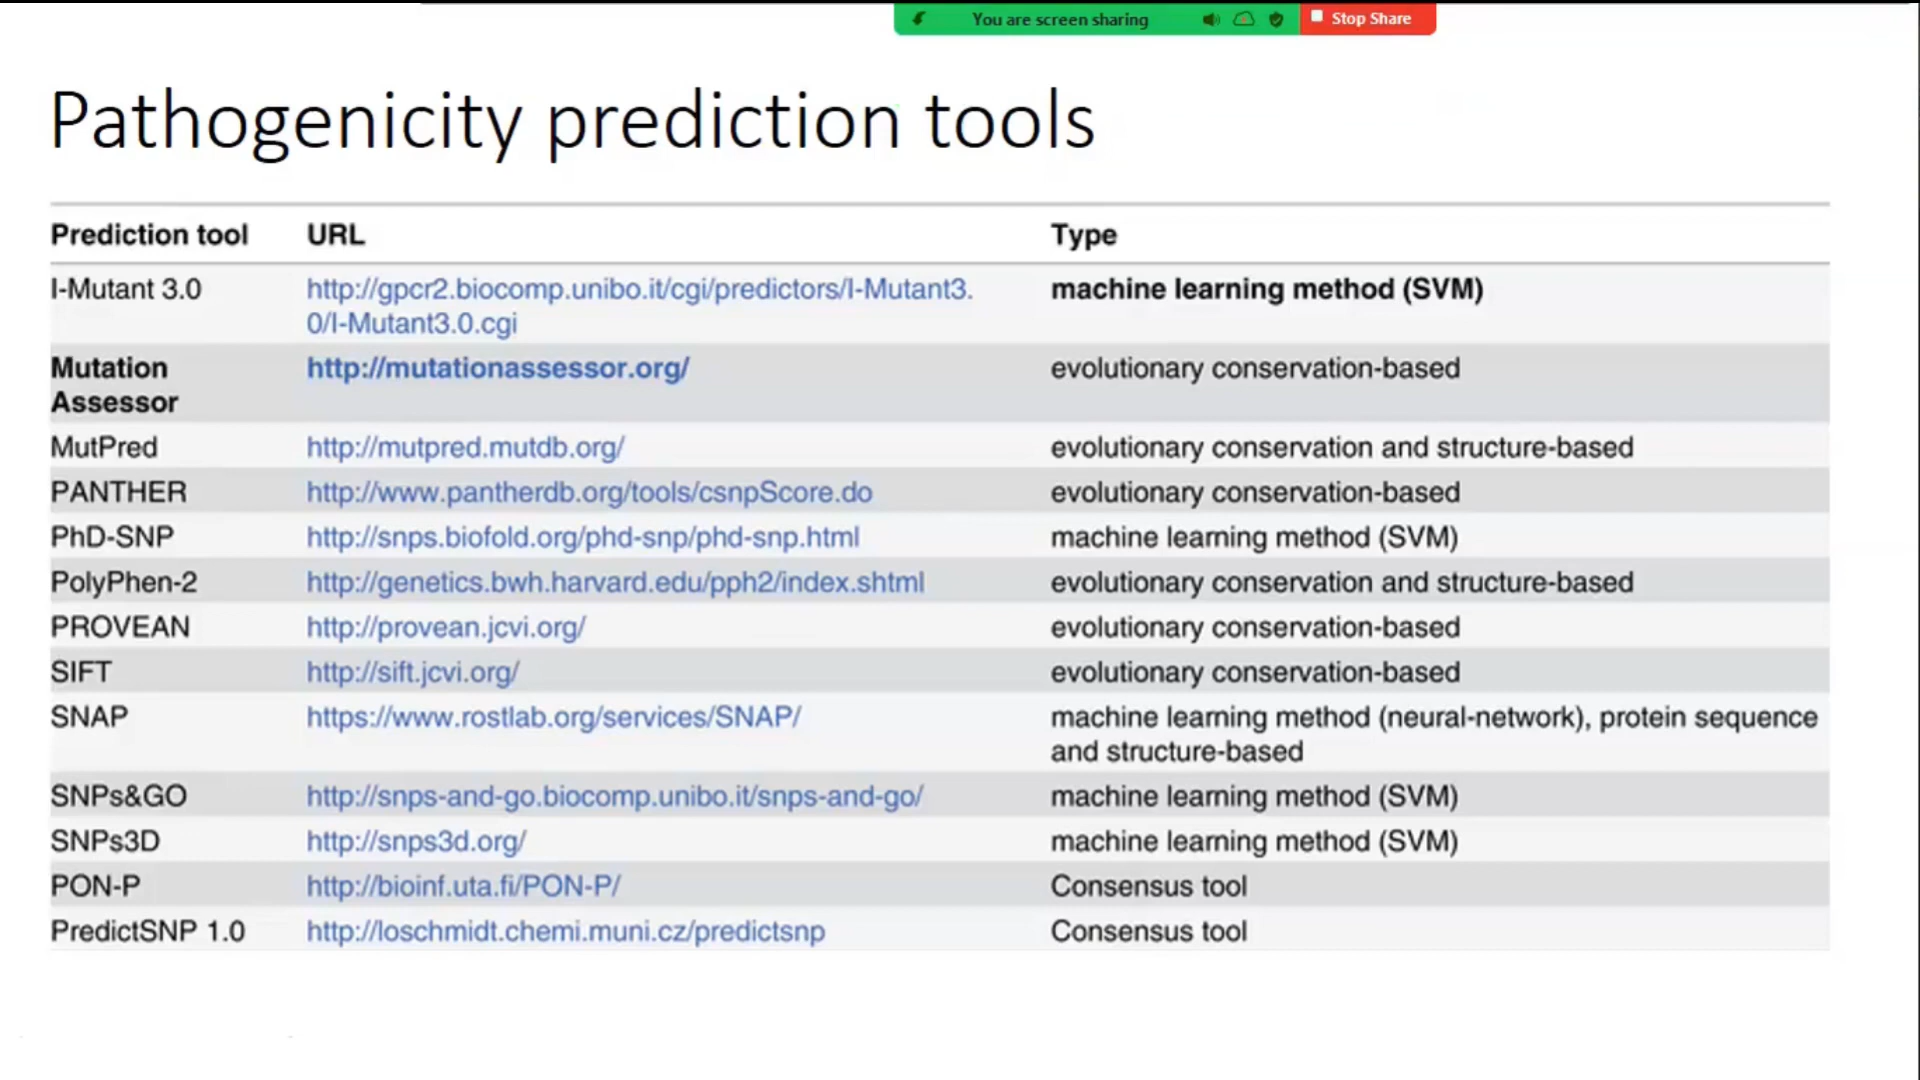 You are screen sharing
Stop Share
Pathogenicity prediction tools
Prediction tool URL Type
I-Mutant 3.0 http://gpcr2.biocomp.unibo.it/cgi/predictors/I-Mutant3. machine learning method (SVM)
0/I-Mutant3.0.cgi
Mutation http://mutationassessor.org/ evolutionary conservation-based
Assessor
MutPred http://mutpred.mutdb.org/ evolutionary conservation and structure-based
PANTHER http://www.pantherdb.org/tools/csnpScore.do evolutionary conservation-based
PhD-SNP http://snps.biofold.org/phd-snp/phd-snp.html machine learning method (SVM)
PolyPhen-2 http://genetics.bwh.harvard.edu/pph2/index.shtml evolutionary conservation and structure-based
PROVEAN http://provean.jcvi.org/ evolutionary conservation-based
SIFT http://sift.jcvi.org/ evolutionary conservation-based
SNAP https://www.rostlab.org/services/SNAP/ machine learning method (neural-network), protein sequence
and structure-based
SNPs&GO http://snps-and-go.biocomp.unibo.it/snps-and-go/ machine learning method (SVM)
SNPs3D http://snps3d.org/ machine learning method (SVM)
PON-P http://bioinf.uta.fi/PON-P/ Consensus tool
PredictSNP 1.0 http://loschmidt.chemi.muni.cz/predictsnp Consensus tool